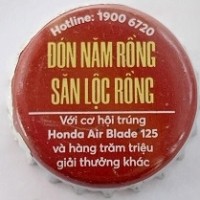 Hotline: 1900 6720
ĐÓN NĂM RỒNG
SĂN LỘC RỒNG
Với cơ hội trúng
Honda Air Blade 125
và hàng trăm triệu
giải thưởng khác